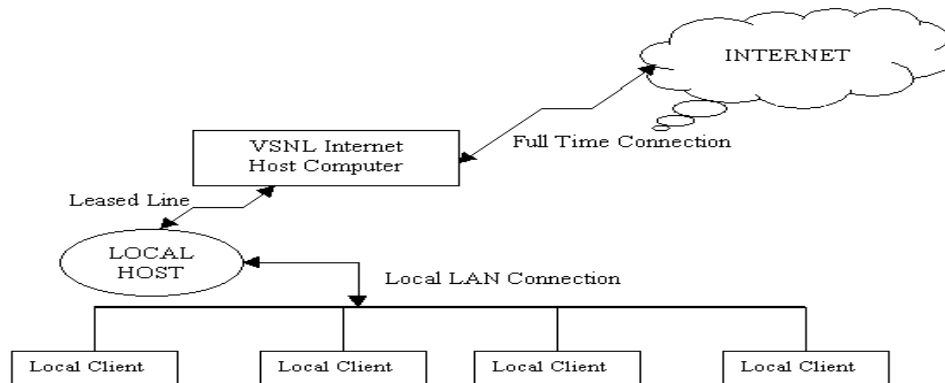 INTERNET
VSNL Internet
Host Computer
Full Time Connection
Leased Line
LOCAL
HOST
Local LAN Connection
Local Client
Local Client
Local Client
Local Client